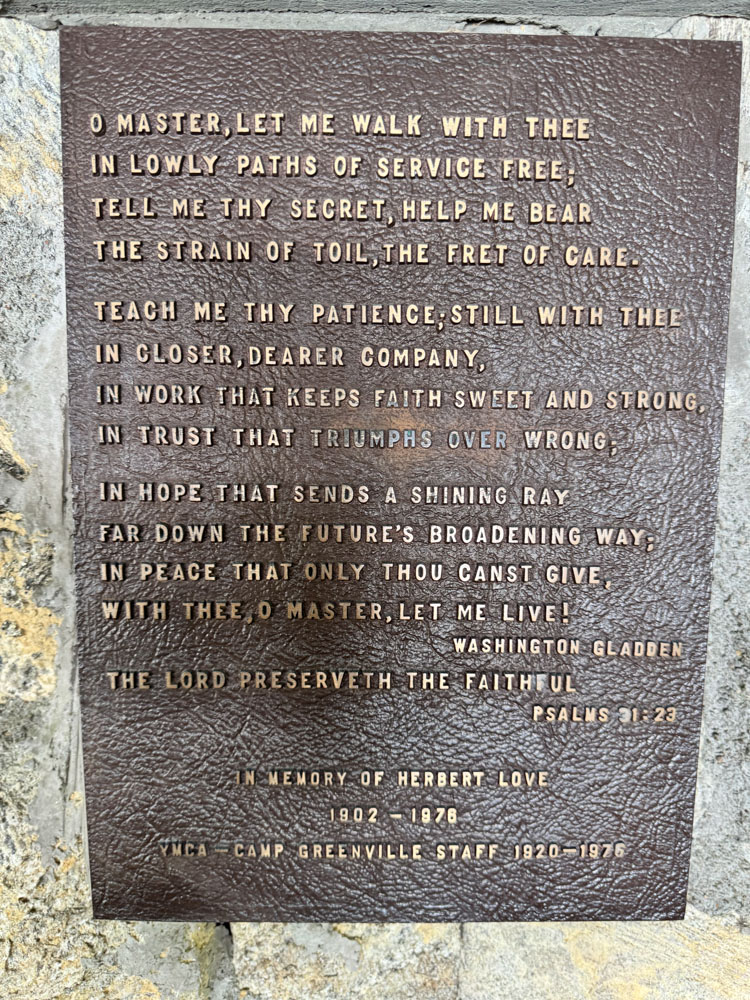 O MASTER, LET ME WALK WITH THEE
IN LOWLY PATHS OF SERVICE FREE;
TELL ME THY SECRET, HELP ME BEAR
THE STRAIN OF TOIL, THE FRET OF CARE.
TEACH ME THY PATIENCE; STILL WITH THEE
IN CLOSER, DEARER COMPANY,
IN WORK THAT KEEPS FAITH SWEET AND STRONG,
IN TRUST THAT TRIUMPHS OVER WRONG;
IN HOPE THAT SENDS A SHINING RAY
FAR DOWN THE FUTURE'S BROADENING WAY;
IN PEACE THAT ONLY THOU CANST GIVE,
WITH THEE, O MASTER, LET ME LIVE!
WASHINGTON GLADDEN
THE LORD PRESERVETH THE FAITHFUL
PSALMS 31:23
IN MEMORY OF HERBERT LOVE
1902 - 1976
YMCA - CAMP GREENVILLE STAFF 1920-1975